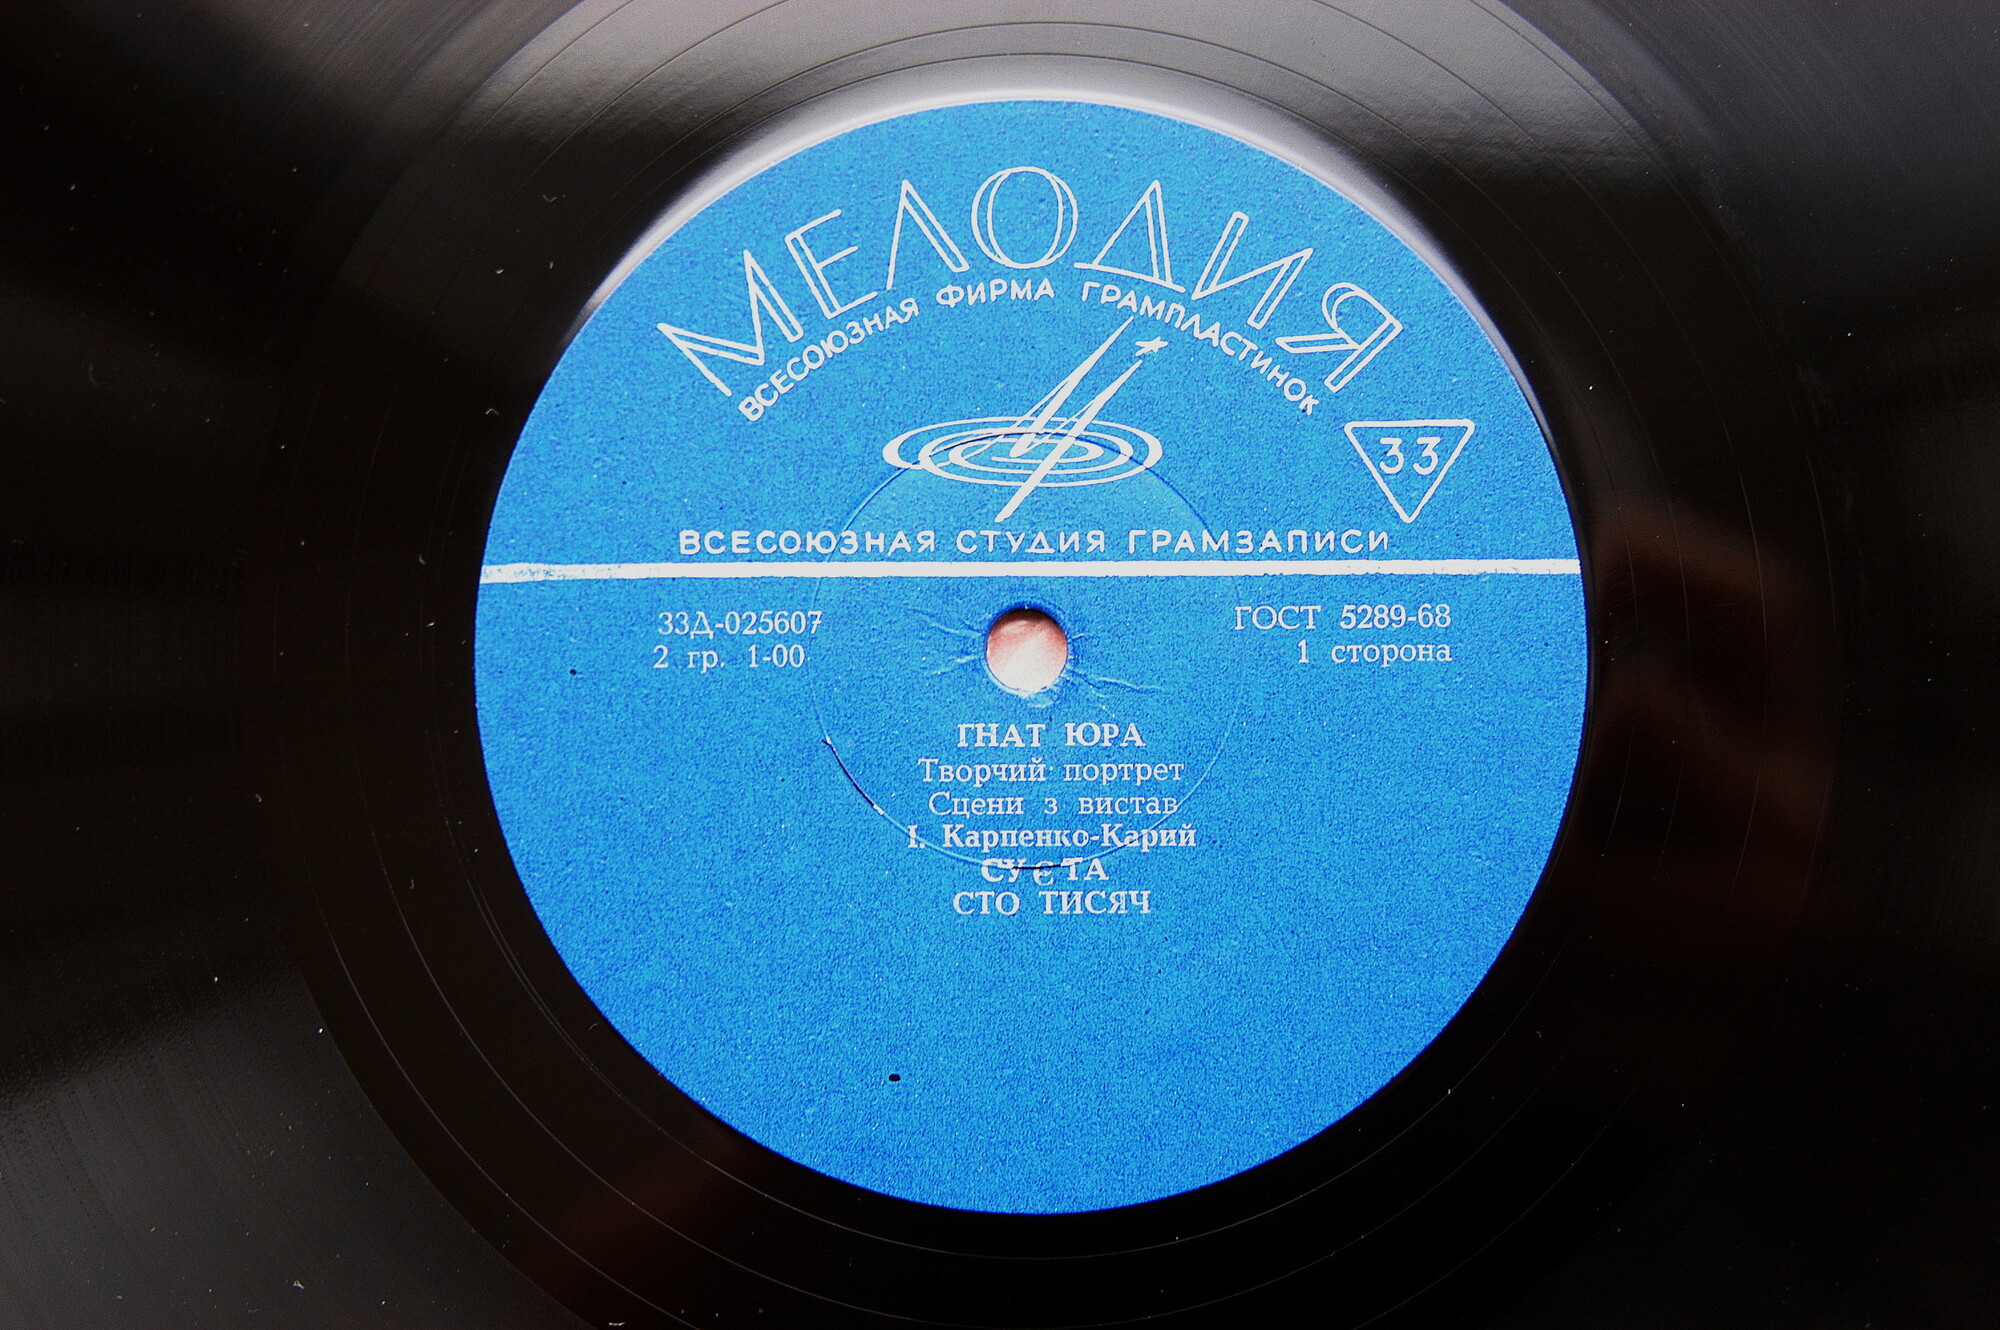 МЕЛОДИЯ
ВСЕСОЮЗНАЯ ФИРМА ГРАМПЛАСТИНОК
33
ВСЕСОЮЗНАЯ СТУДИЯ ГРАМЗАПИСИ
33Д-025607
2 гр. 1-00
ГОСТ 5289-68
1 сторона
ГНАТ ЮРА
Творчий портрет
Сцени з вистав
І. Карпенко-Карий
СУЄТА
СТО ТИСЯЧ